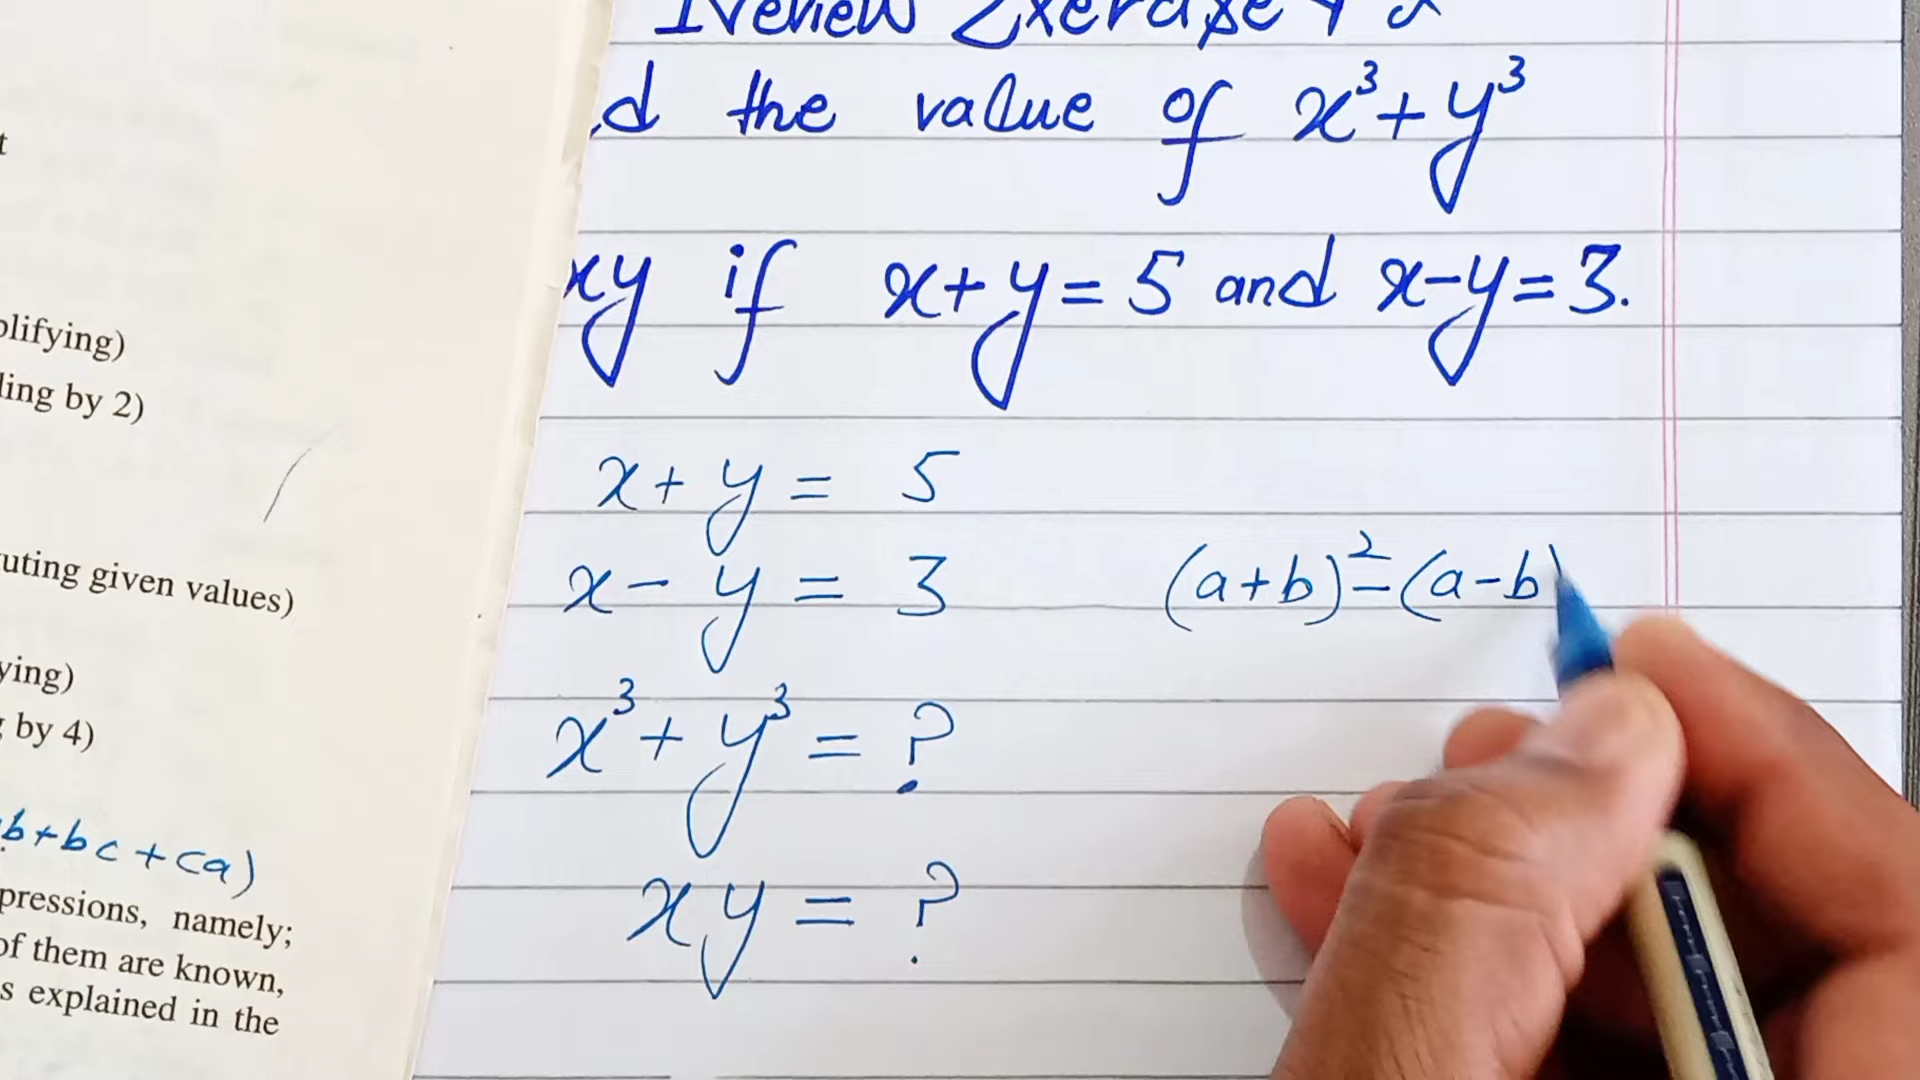 t
plifying)
ling by 2)
uting given values)
ying)
by 4)
b+bc+ca)
pressions, namely;
of them are known,
s explained in the
Review Exercise
d the value of x³+y³
xy if x+y=5 and x-y=3.
x+y = 5
x-y = 3
(a+b)²-(a-b)
x³+y³ = ?
xy = ?